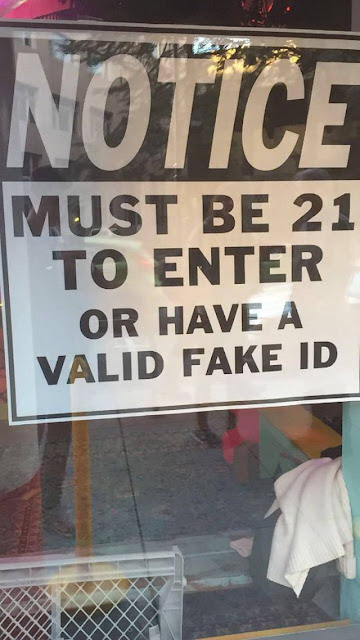 NOTICE
MUST BE 21
TO ENTER
OR HAVE A
VALID FAKE ID